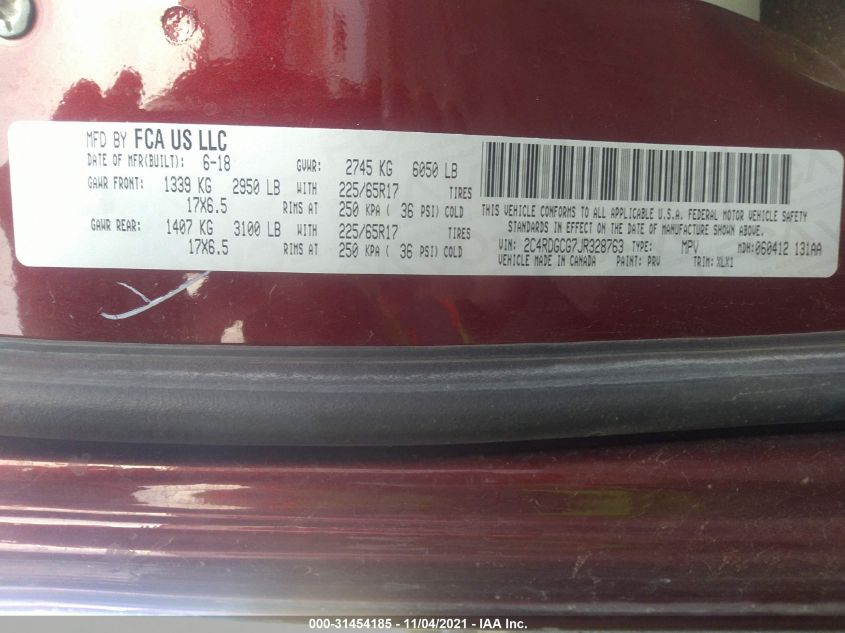 MFD BY FCA US LLC
DATE OF MFR(BUILT): 6-18 GVWR: 2745 KG 6050 LB
GAWR FRONT: 1339 KG 2950 LB WITH 225/65R17 TIRES
17X6.5 RIMS AT 250 KPA ( 36 PSI) COLD
GAWR REAR: 1407 KG 3100 LB WITH 225/65R17 TIRES
17X6.5 RIMS AT 250 KPA ( 36 PSI) COLD
THIS VEHICLE CONFORMS TO ALL APPLICABLE U.S.A. FEDERAL MOTOR VEHICLE SAFETY
STANDARDS IN EFFECT ON THE DATE OF MANUFACTURE SHOWN ABOVE.
VIN: 2C4RDGCG7JR328763 TYPE: MPV MDH:060412 131AA
VEHICLE MADE IN CANADA PAINT: PRV TRIM: XLX1
000-31454185 - 11/04/2021 - IAA Inc.